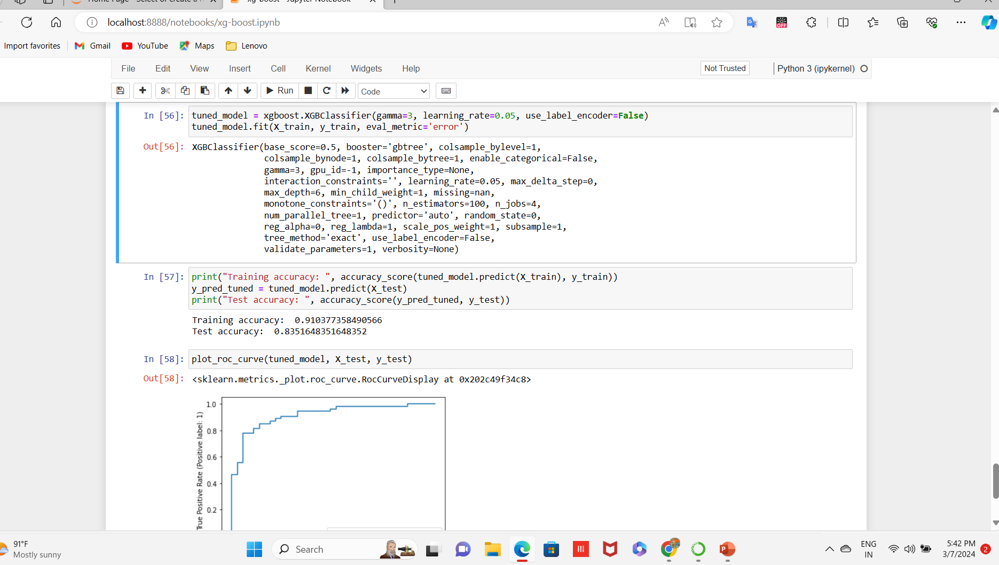 Home Page - Select or create a n
xg-boost - Jupyter Notebook
localhost:8888/notebooks/xg-boost.ipynb
OFF
Import favorites
Gmail
YouTube
Maps
Lenovo
File Edit View Insert Cell Kernel Widgets Help
Not Trusted
Python 3 (ipykernel)
Run
Code
In [56]: tuned_model = xgboost.XGBClassifier(gamma=3, learning_rate=0.05, use_label_encoder=False)
tuned_model.fit(X_train, y_train, eval_metric='error')
Out[56]: XGBClassifier(base_score=0.5, booster='gbtree', colsample_bylevel=1,
colsample_bynode=1, colsample_bytree=1, enable_categorical=False,
gamma=3, gpu_id=-1, importance_type=None,
interaction_constraints='', learning_rate=0.05, max_delta_step=0,
max_depth=6, min_child_weight=1, missing=nan,
monotone_constraints='()', n_estimators=100, n_jobs=4,
num_parallel_tree=1, predictor='auto', random_state=0,
reg_alpha=0, reg_lambda=1, scale_pos_weight=1, subsample=1,
tree_method='exact', use_label_encoder=False,
validate_parameters=1, verbosity=None)
In [57]: print("Training accuracy: ", accuracy_score(tuned_model.predict(X_train), y_train))
y_pred_tuned = tuned_model.predict(X_test)
print("Test accuracy: ", accuracy_score(y_pred_tuned, y_test))
Training accuracy:  0.910377358490566
Test accuracy:  0.8351648351648352
In [58]: plot_roc_curve(tuned_model, X_test, y_test)
Out[58]: <sklearn.metrics._plot.roc_curve.RocCurveDisplay at 0x202c49f34c8>
True Positive Rate (Positive label: 1)
1.0
0.8
0.6
0.4
0.2
91°F
Mostly sunny
Search
ENG
IN
5:42 PM
3/7/2024
2